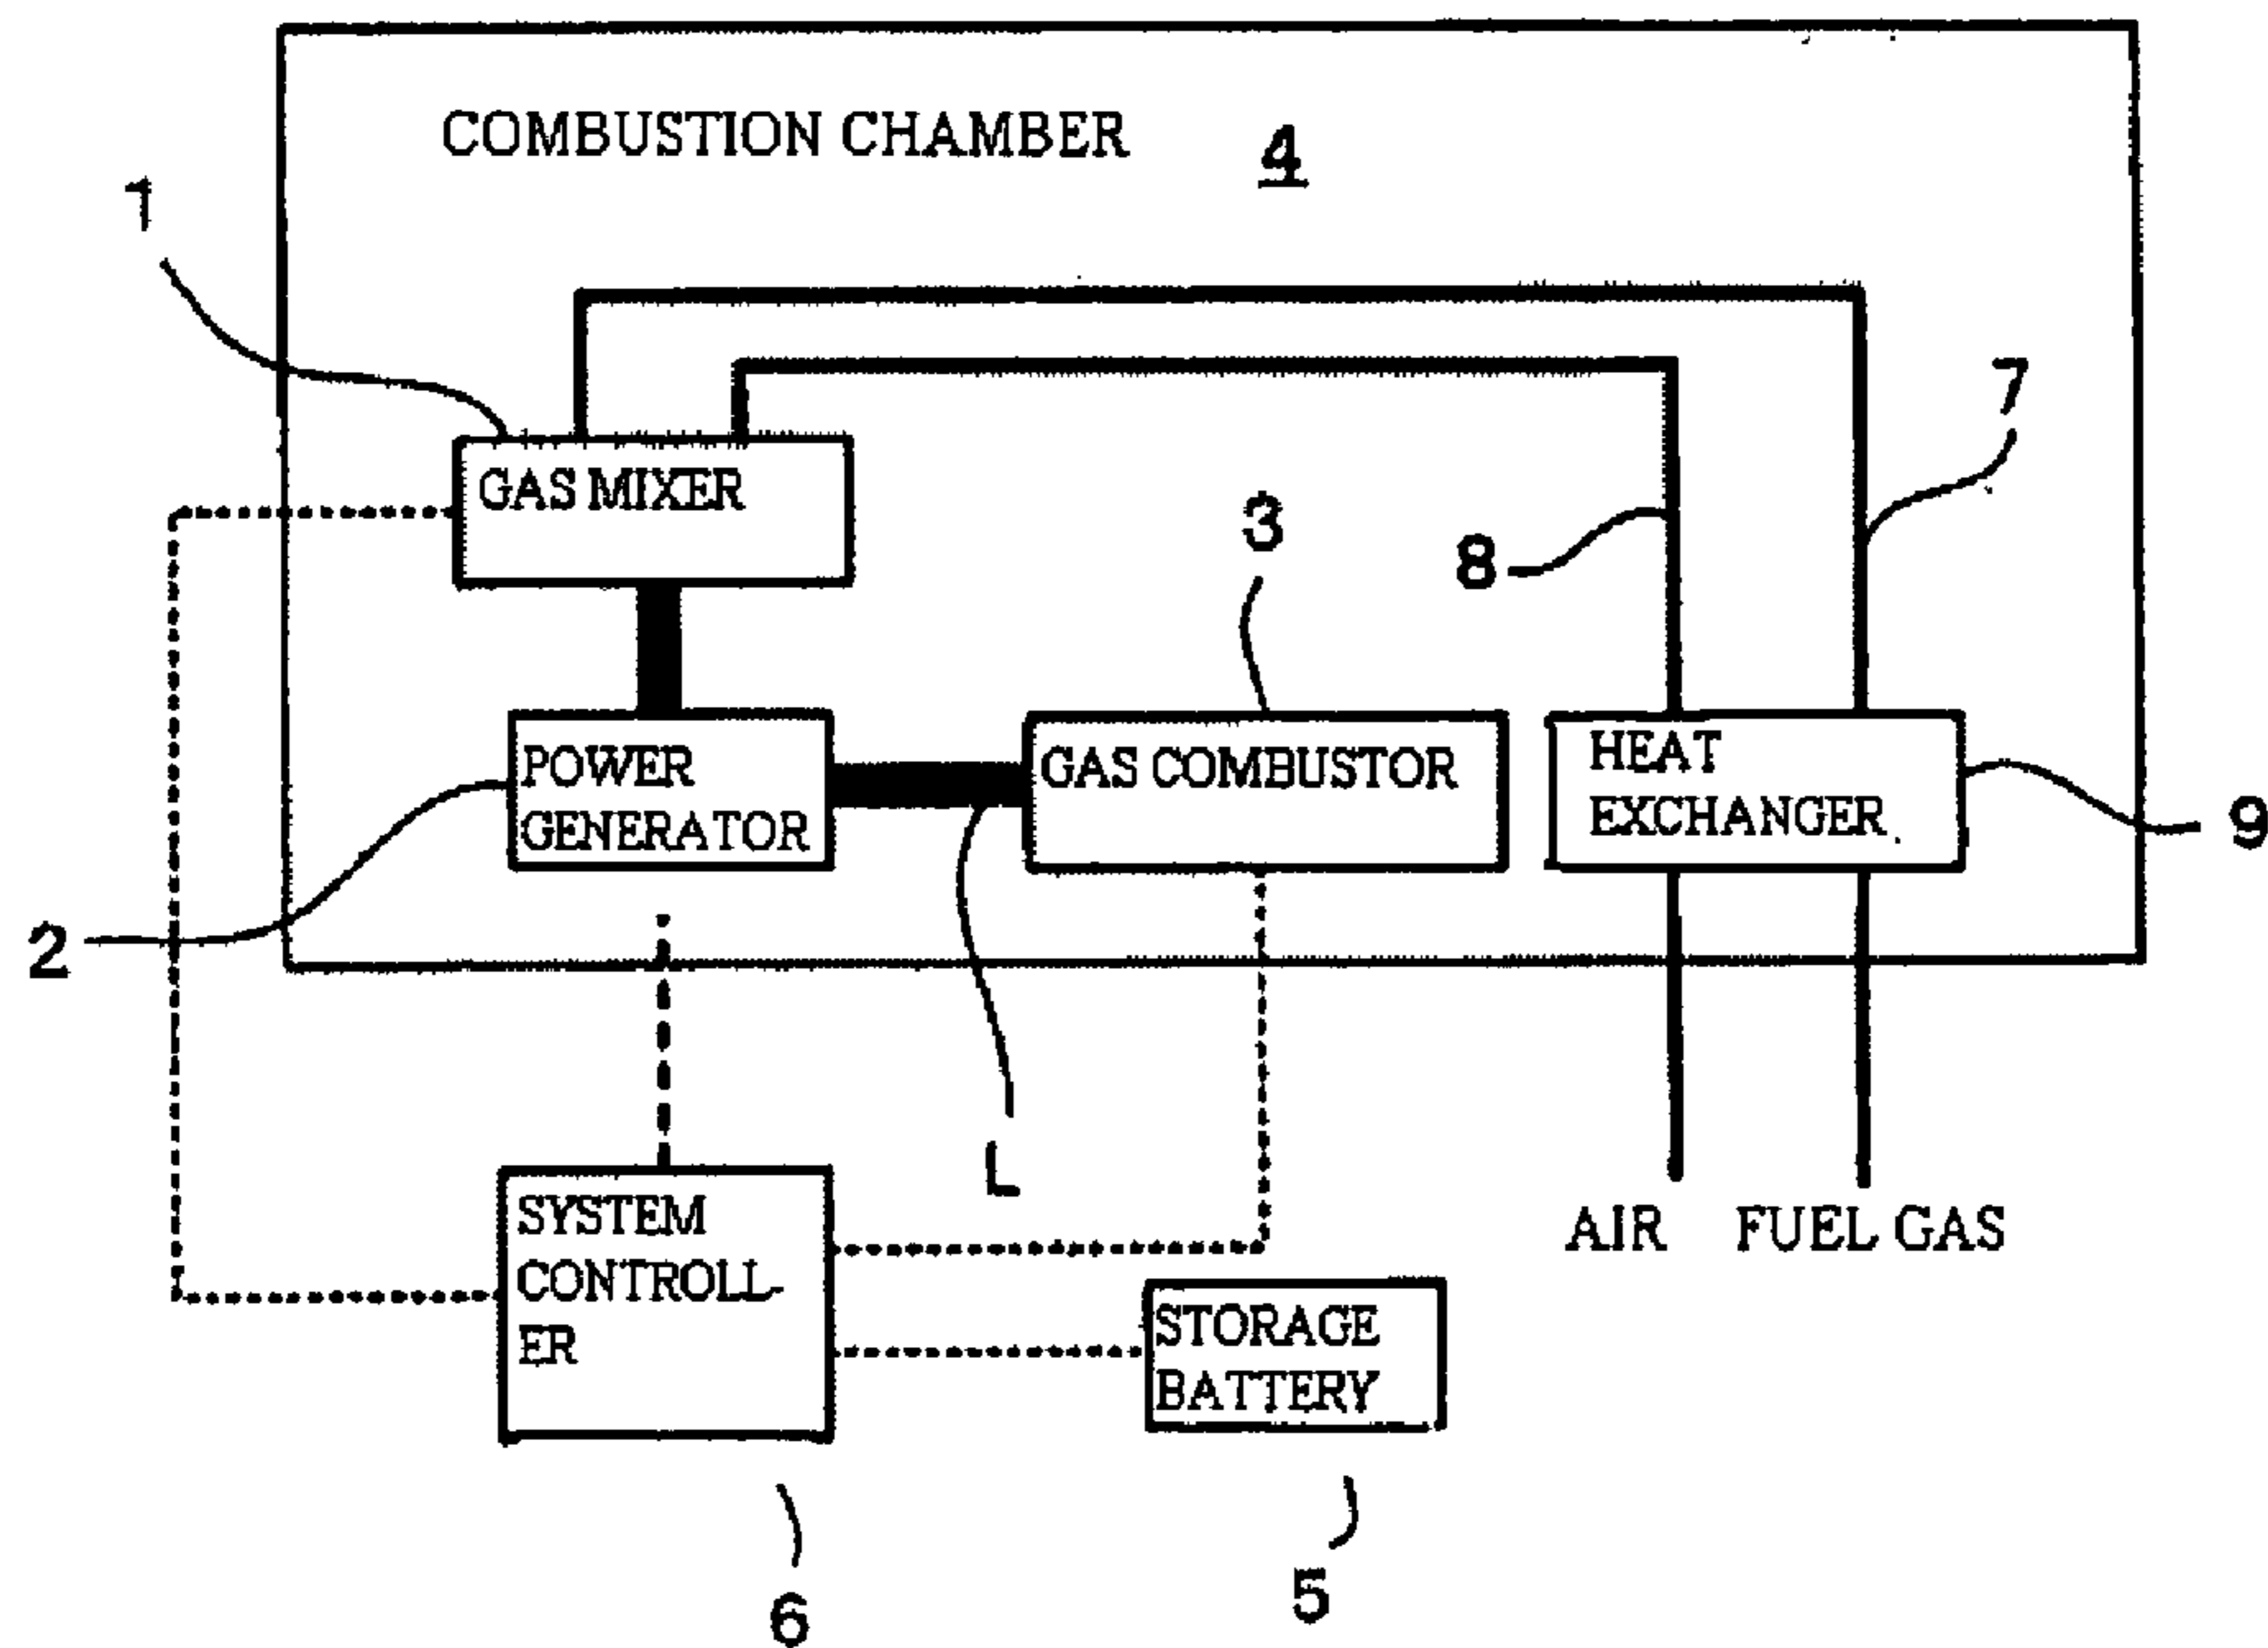 COMBUSTION CHAMBER
4
1
7
GAS MIXER
3
8
POWER
GENERATOR
GAS COMBUSTOR
HEAT
EXCHANGER
9
2
L
SYSTEM
CONTROLL-
ER
AIR
FUEL GAS
STORAGE
BATTERY
6
5